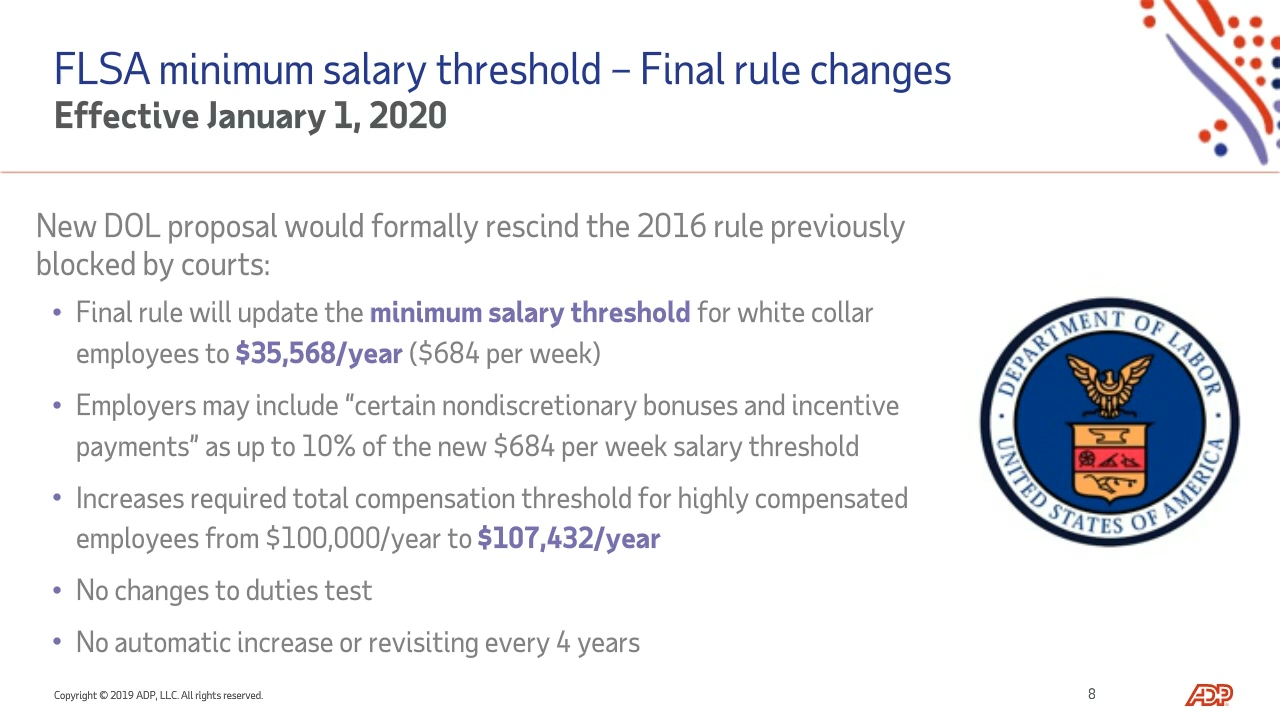 FLSA minimum salary threshold – Final rule changes
Effective January 1, 2020
New DOL proposal would formally rescind the 2016 rule previously
blocked by courts:
• Final rule will update the minimum salary threshold for white collar
employees to $35,568/year ($684 per week)
• Employers may include “certain nondiscretionary bonuses and incentive
payments” as up to 10% of the new $684 per week salary threshold
• Increases required total compensation threshold for highly compensated
employees from $100,000/year to $107,432/year
• No changes to duties test
• No automatic increase or revisiting every 4 years
DEPARTMENT OF LABOR
UNITED STATES OF AMERICA
Copyright © 2019 ADP, LLC. All rights reserved.
8
ADP